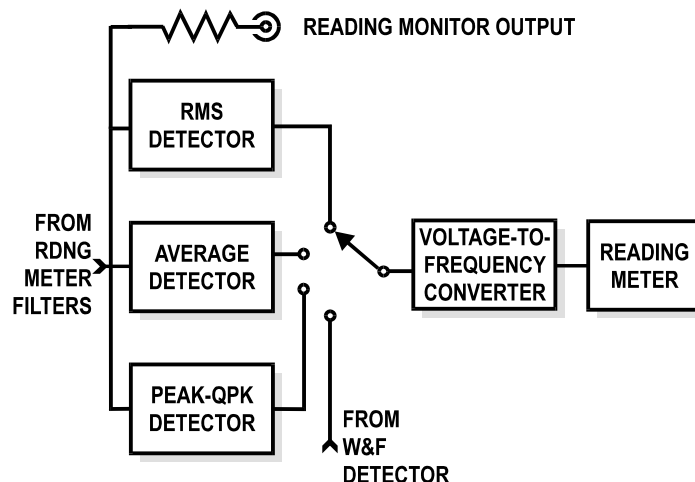 READING MONITOR OUTPUT
RMS
DETECTOR
FROM
RDNG
METER
FILTERS
AVERAGE
DETECTOR
VOLTAGE-TO-
FREQUENCY
CONVERTER
READING
METER
PEAK-QPK
DETECTOR
FROM
W&F
DETECTOR